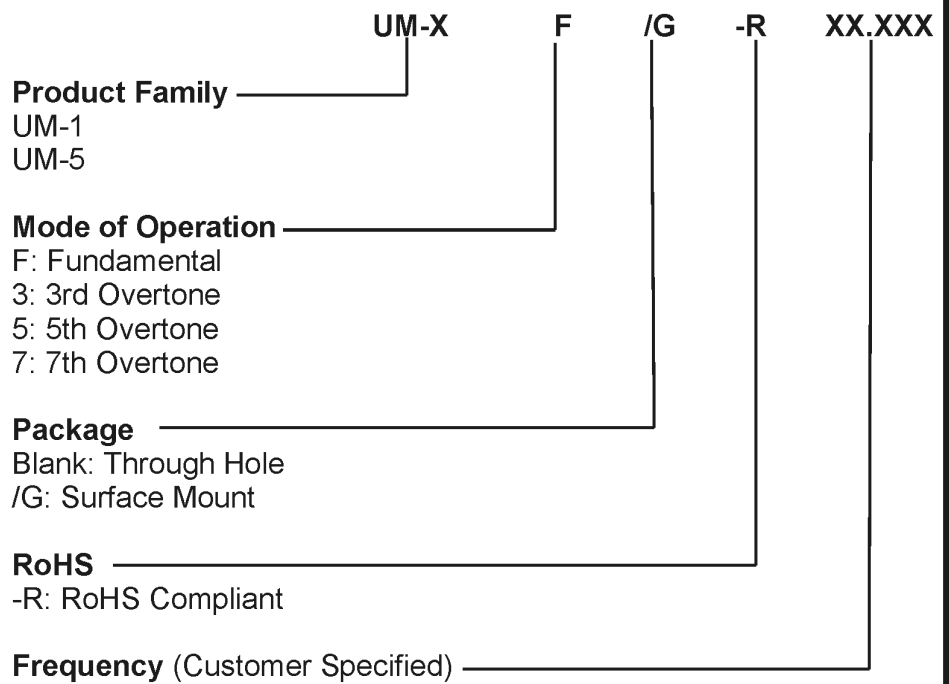 UM-X F /G -R XX.XXX
Product Family
UM-1
UM-5
Mode of Operation
F: Fundamental
3: 3rd Overtone
5: 5th Overtone
7: 7th Overtone
Package
Blank: Through Hole
/G: Surface Mount
RoHS
-R: RoHS Compliant
Frequency (Customer Specified)